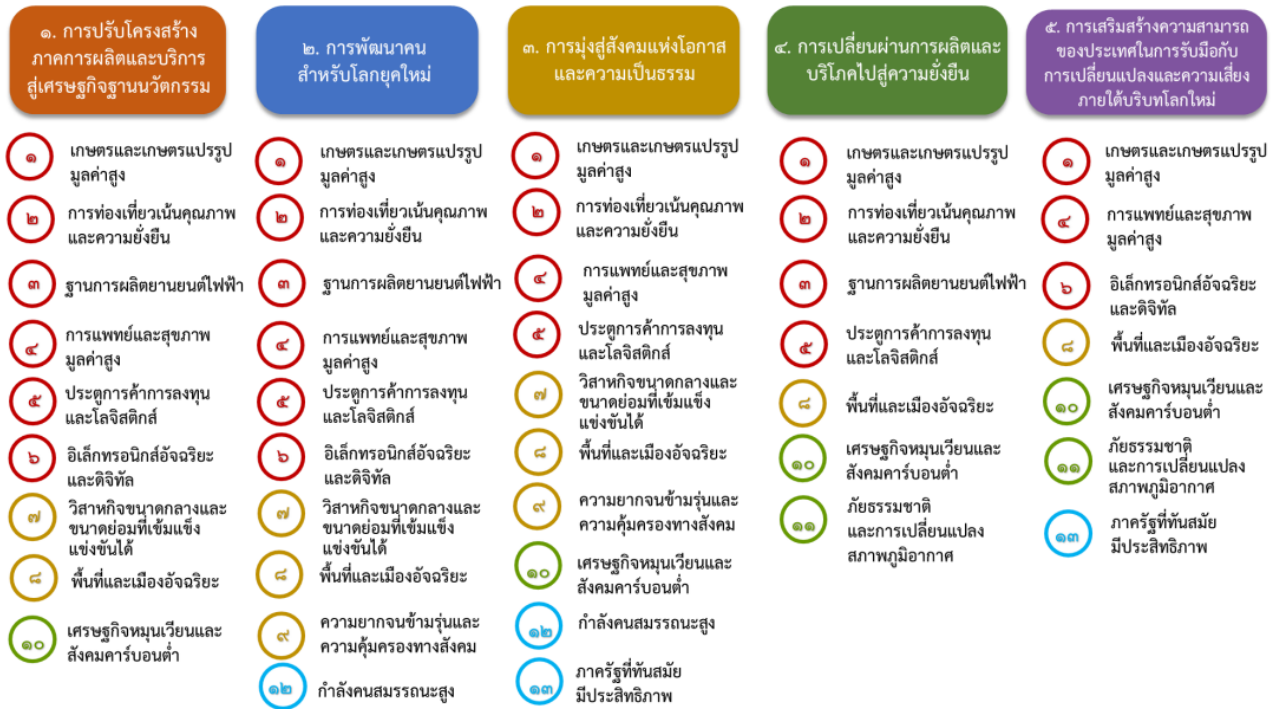 ๑. การปรับโครงสร้าง
ภาคการผลิตและบริการ
สู่เศรษฐกิจฐานนวัตกรรม
๑
เกษตรและเกษตรแปรรูป
มูลค่าสูง
๒
การท่องเที่ยวเน้นคุณภาพ
และความยั่งยืน
๓
ฐานการผลิตยานยนต์ไฟฟ้า
๔
การแพทย์และสุขภาพ
มูลค่าสูง
๕
ประตูการค้าการลงทุน
และโลจิสติกส์
๖
อิเล็กทรอนิกส์อัจฉริยะ
และดิจิทัล
๗
วิสาหกิจขนาดกลางและ
ขนาดย่อมที่เข้มแข็ง
แข่งขันได้
๘
พื้นที่และเมืองอัจฉริยะ
๑๐
เศรษฐกิจหมุนเวียนและ
สังคมคาร์บอนต่ำ
๒. การพัฒนาคน
สำหรับโลกยุคใหม่
๑
เกษตรและเกษตรแปรรูป
มูลค่าสูง
๒
การท่องเที่ยวเน้นคุณภาพ
และความยั่งยืน
๓
ฐานการผลิตยานยนต์ไฟฟ้า
๔
การแพทย์และสุขภาพ
มูลค่าสูง
๕
ประตูการค้าการลงทุน
และโลจิสติกส์
๖
อิเล็กทรอนิกส์อัจฉริยะ
และดิจิทัล
๗
วิสาหกิจขนาดกลางและ
ขนาดย่อมที่เข้มแข็ง
แข่งขันได้
๘
พื้นที่และเมืองอัจฉริยะ
๙
ความยากจนข้ามรุ่นและ
ความคุ้มครองทางสังคม
๑๒
กำลังคนสมรรถนะสูง
๓. การมุ่งสู่สังคมแห่งโอกาส
และความเป็นธรรม
๑
เกษตรและเกษตรแปรรูป
มูลค่าสูง
๒
การท่องเที่ยวเน้นคุณภาพ
และความยั่งยืน
๔
การแพทย์และสุขภาพ
มูลค่าสูง
๕
ประตูการค้าการลงทุน
และโลจิสติกส์
๗
วิสาหกิจขนาดกลางและ
ขนาดย่อมที่เข้มแข็ง
แข่งขันได้
๘
พื้นที่และเมืองอัจฉริยะ
๙
ความยากจนข้ามรุ่นและ
ความคุ้มครองทางสังคม
๑๐
เศรษฐกิจหมุนเวียนและ
สังคมคาร์บอนต่ำ
๑๒
กำลังคนสมรรถนะสูง
๑๓
ภาครัฐที่ทันสมัย
มีประสิทธิภาพ
๔. การเปลี่ยนผ่านการผลิตและ
บริโภคไปสู่ความยั่งยืน
๑
เกษตรและเกษตรแปรรูป
มูลค่าสูง
๒
การท่องเที่ยวเน้นคุณภาพ
และความยั่งยืน
๓
ฐานการผลิตยานยนต์ไฟฟ้า
๕
ประตูการค้าการลงทุน
และโลจิสติกส์
๘
พื้นที่และเมืองอัจฉริยะ
๑๐
เศรษฐกิจหมุนเวียนและ
สังคมคาร์บอนต่ำ
๑๑
ภัยธรรมชาติ
และการเปลี่ยนแปลง
สภาพภูมิอากาศ
๕. การเสริมสร้างความสามารถ
ของประเทศในการรับมือกับ
การเปลี่ยนแปลงและความเสี่ยง
ภายใต้บริบทโลกใหม่
๑
เกษตรและเกษตรแปรรูป
มูลค่าสูง
๔
การแพทย์และสุขภาพ
มูลค่าสูง
๖
อิเล็กทรอนิกส์อัจฉริยะ
และดิจิทัล
๘
พื้นที่และเมืองอัจฉริยะ
๑๐
เศรษฐกิจหมุนเวียนและ
สังคมคาร์บอนต่ำ
๑๑
ภัยธรรมชาติ
และการเปลี่ยนแปลง
สภาพภูมิอากาศ
๑๓
ภาครัฐที่ทันสมัย
มีประสิทธิภาพ